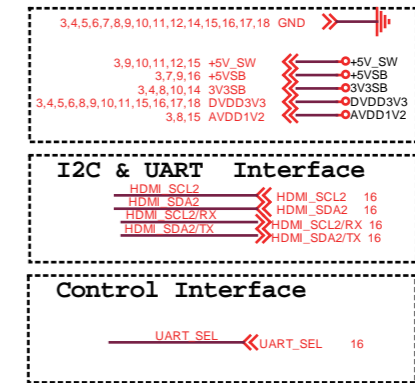 3,4,5,6,7,8,9,10,11,12,14,15,16,17,18 GND
3,9,10,11,12,15 +5V_SW +5V_SW
3,7,9,16 +5VSB +5VSB
3,4,8,10,14 3V3SB 3V3SB
3,4,5,6,8,9,10,11,15,16,17,18 DVDD3V3 DVDD3V3
3,8,15 AVDD1V2 AVDD1V2
I2C & UART Interface
HDMI_SCL2 HDMI_SCL2 16
HDMI_SDA2 HDMI_SDA2 16
HDMI_SCL2/RX HDMI_SCL2/RX 16
HDMI_SDA2/TX HDMI_SDA2/TX 16
Control Interface
UART_SEL UART_SEL 16